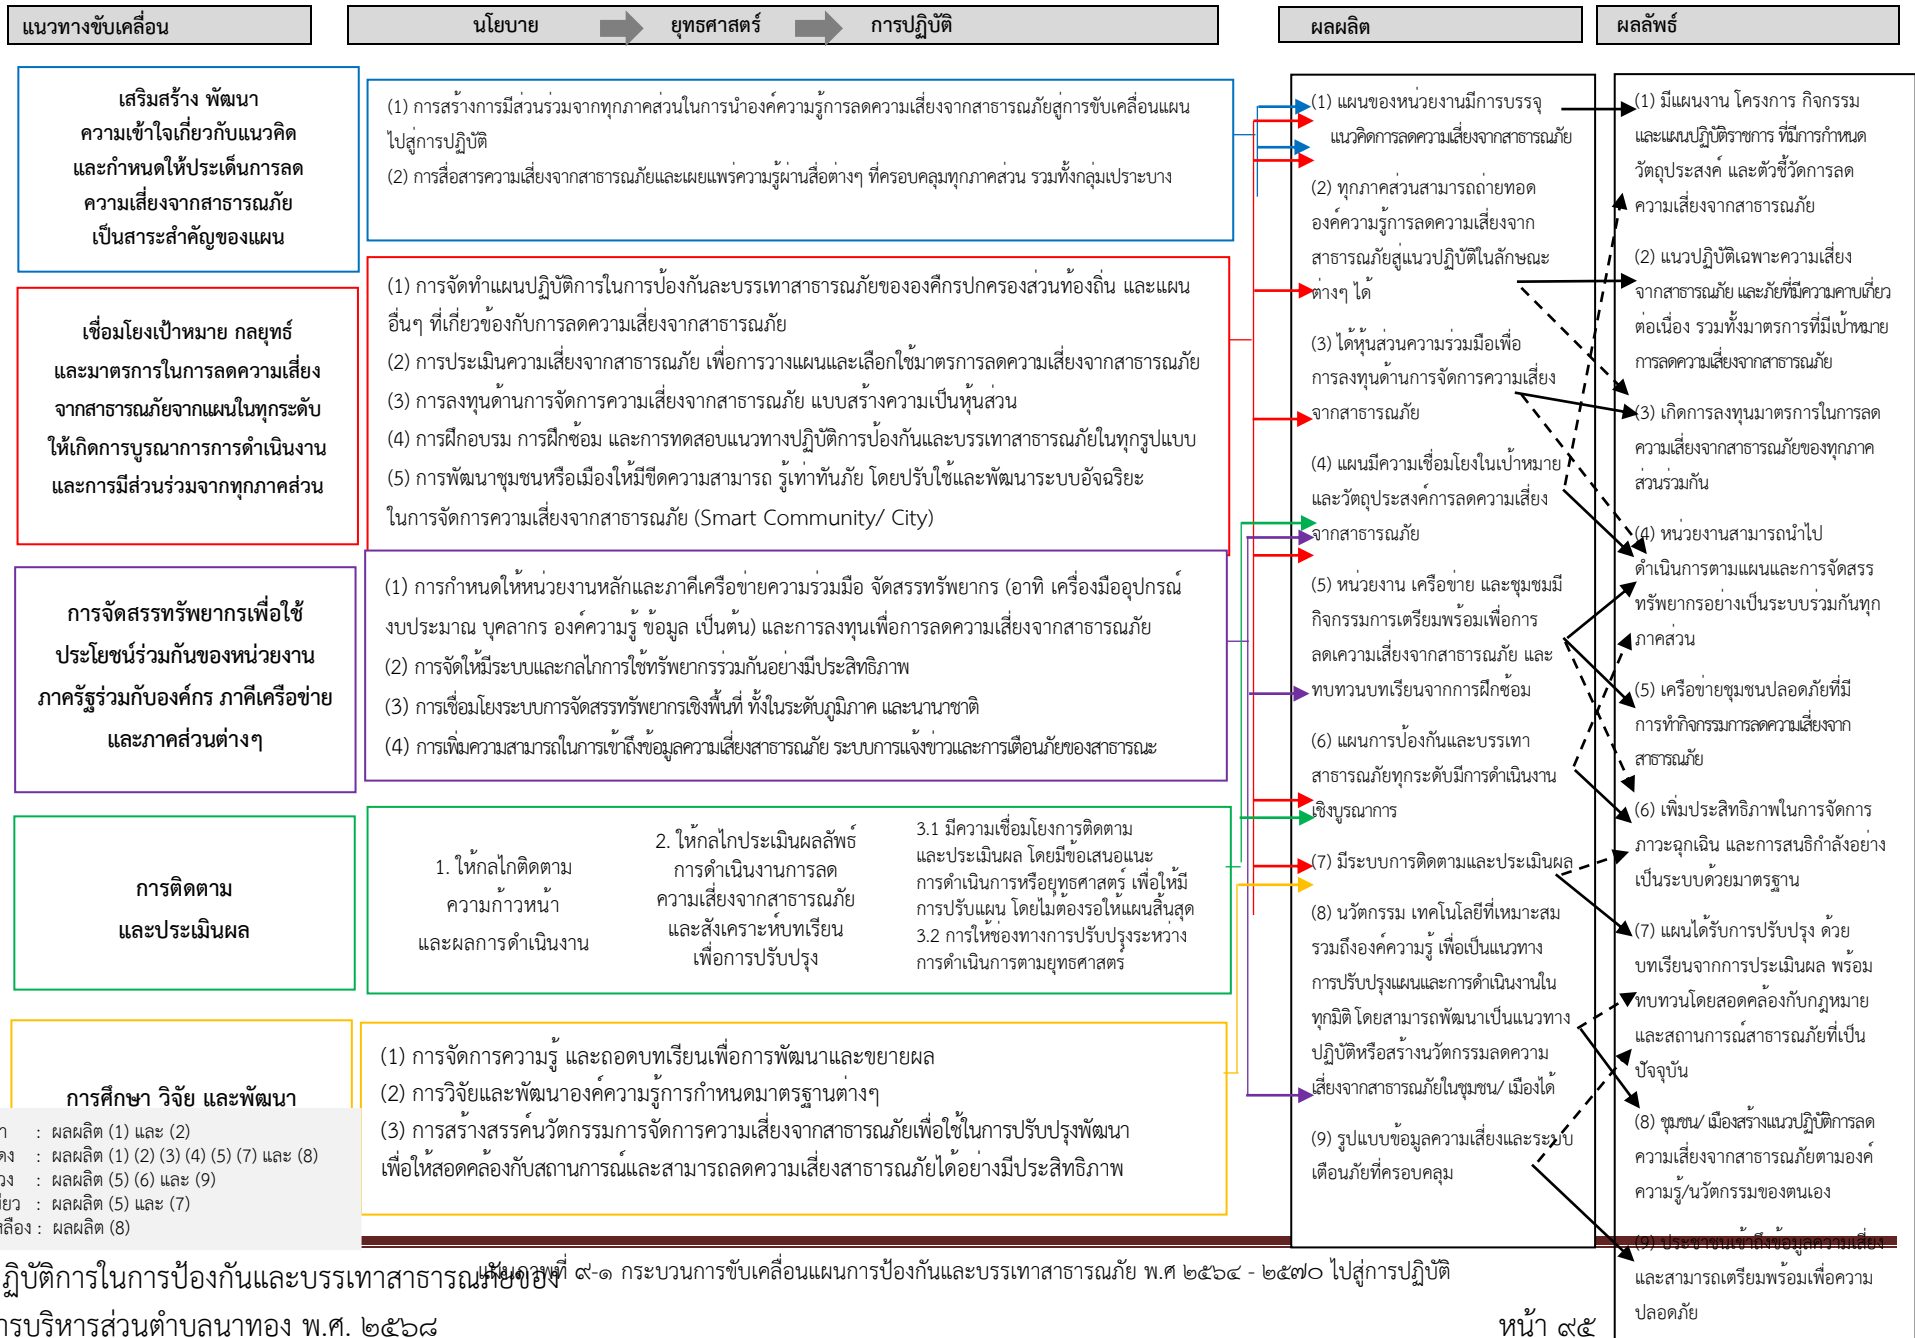 แนวทางขับเคลื่อน
นโยบาย ยุทธศาสตร์ การปฏิบัติ
ผลผลิต
ผลลัพธ์
เสริมสร้าง พัฒนา
ความเข้าใจเกี่ยวกับแนวคิด
และกำหนดให้ประเด็นการลด
ความเสี่ยงจากสาธารณภัย
เป็นสาระสำคัญของแผน
(1) การสร้างการมีส่วนร่วมจากทุกภาคส่วนในการนำองค์ความรู้การลดความเสี่ยงจากสาธารณภัยสู่การขับเคลื่อนแผน
ไปสู่การปฏิบัติ
(2) การสื่อสารความเสี่ยงจากสาธารณภัยและเผยแพร่ความรู้ผ่านสื่อต่างๆ ที่ครอบคลุมทุกภาคส่วน รวมทั้งกลุ่มเปราะบาง
เชื่อมโยงเป้าหมาย กลยุทธ์
และมาตรการในการลดความเสี่ยง
จากสาธารณภัยจากแผนในทุกระดับ
ให้เกิดการบูรณาการการดำเนินงาน
และการมีส่วนร่วมจากทุกภาคส่วน
(1) การจัดทำแผนปฏิบัติการในการป้องกันละบรรเทาสาธารณภัยขององค์กรปกครองส่วนท้องถิ่น และแผน
อื่นๆ ที่เกี่ยวข้องกับการลดความเสี่ยงจากสาธารณภัย
(2) การประเมินความเสี่ยงจากสาธารณภัย เพื่อการวางแผนและเลือกใช้มาตรการลดความเสี่ยงจากสาธารณภัย
(3) การลงทุนด้านการจัดการความเสี่ยงจากสาธารณภัย แบบสร้างความเป็นหุ้นส่วน
(4) การฝึกอบรม การฝึกซ้อม และการทดสอบแนวทางปฏิบัติการป้องกันและบรรเทาสาธารณภัยในทุกรูปแบบ
(5) การพัฒนาชุมชนหรือเมืองให้มีขีดความสามารถ รู้เท่าทันภัย โดยปรับใช้และพัฒนาระบบอัจฉริยะ
ในการจัดการความเสี่ยงจากสาธารณภัย (Smart Community/ City)
การจัดสรรทรัพยากรเพื่อใช้
ประโยชน์ร่วมกันของหน่วยงาน
ภาครัฐร่วมกับองค์กร ภาคีเครือข่าย
และภาคส่วนต่างๆ
(1) การกำหนดให้หน่วยงานหลักและภาคีเครือข่ายความร่วมมือ จัดสรรทรัพยากร (อาทิ เครื่องมืออุปกรณ์
งบประมาณ บุคลากร องค์ความรู้ ข้อมูล เป็นต้น) และการลงทุนเพื่อการลดความเสี่ยงจากสาธารณภัย
(2) การจัดให้มีระบบและกลไกการใช้ทรัพยากรร่วมกันอย่างมีประสิทธิภาพ
(3) การเชื่อมโยงระบบการจัดสรรทรัพยากรเชิงพื้นที่ ทั้งในระดับภูมิภาค และนานาชาติ
(4) การเพิ่มความสามารถในการเข้าถึงข้อมูลความเสี่ยงสาธารณภัย ระบบการแจ้งข่าวและการเตือนภัยของสาธารณะ
การติดตาม
และประเมินผล
1. ให้กลไกติดตาม
ความก้าวหน้า
และผลการดำเนินงาน
2. ให้กลไกประเมินผลลัพธ์
การดำเนินงานการลด
ความเสี่ยงจากสาธารณภัย
และสังเคราะห์บทเรียน
เพื่อการปรับปรุง
3.1 มีความเชื่อมโยงการติดตาม
และประเมินผล โดยมีข้อเสนอแนะ
การดำเนินการหรือยุทธศาสตร์ เพื่อให้มี
การปรับแผน โดยไม่ต้องรอให้แผนสิ้นสุด
3.2 การให้ช่องทางการปรับปรุงระหว่าง
การดำเนินการตามยุทธศาสตร์
การศึกษา วิจัย และพัฒนา
(1) การจัดการความรู้ และถอดบทเรียนเพื่อการพัฒนาและขยายผล
(2) การวิจัยและพัฒนาองค์ความรู้การกำหนดมาตรฐานต่างๆ
(3) การสร้างสรรค์นวัตกรรมการจัดการความเสี่ยงจากสาธารณภัยเพื่อใช้ในการปรับปรุงพัฒนา
เพื่อให้สอดคล้องกับสถานการณ์และสามารถลดความเสี่ยงสาธารณภัยได้อย่างมีประสิทธิภาพ
: ผลผลิต (1) และ (2)
: ผลผลิต (1) (2) (3) (4) (5) (7) และ (8)
: ผลผลิต (5) (6) และ (9)
: ผลผลิต (5) และ (7)
: ผลผลิต (8)
(1) แผนของหน่วยงานมีการบรรจุ
แนวคิดการลดความเสี่ยงจากสาธารณภัย
(2) ทุกภาคส่วนสามารถถ่ายทอด
องค์ความรู้การลดความเสี่ยงจาก
สาธารณภัยสู่แนวปฏิบัติในลักษณะ
ต่างๆ ได้
(3) ได้หุ้นส่วนความร่วมมือเพื่อ
การลงทุนด้านการจัดการความเสี่ยง
จากสาธารณภัย
(4) แผนมีความเชื่อมโยงในเป้าหมาย
และวัตถุประสงค์การลดความเสี่ยง
จากสาธารณภัย
(5) หน่วยงาน เครือข่าย และชุมชนมี
กิจกรรมการเตรียมพร้อมเพื่อการ
ลดเความเสี่ยงจากสาธารณภัย และ
ทบทวนบทเรียนจากการฝึกซ้อม
(6) แผนการป้องกันและบรรเทา
สาธารณภัยทุกระดับมีการดำเนินงาน
เชิงบูรณาการ
(7) มีระบบการติดตามและประเมินผล
(8) นวัตกรรม เทคโนโลยีที่เหมาะสม
รวมถึงองค์ความรู้ เพื่อเป็นแนวทาง
การปรับปรุงแผนและการดำเนินงานใน
ทุกมิติ โดยสามารถพัฒนาเป็นแนวทาง
ปฏิบัติหรือสร้างนวัตกรรมลดความ
เสี่ยงจากสาธารณภัยในชุมชน/ เมืองได้
(9) รูปแบบข้อมูลความเสี่ยงและระบบ
เตือนภัยที่ครอบคลุม
(1) มีแผนงาน โครงการ กิจกรรม
และแผนปฏิบัติราชการ ที่มีการกำหนด
วัตถุประสงค์ และตัวชี้วัดการลด
ความเสี่ยงจากสาธารณภัย
(2) แนวปฏิบัติเฉพาะความเสี่ยง
จากสาธารณภัย และภัยที่มีความคาบเกี่ยว
ต่อเนื่อง รวมทั้งมาตรการที่มีเป้าหมาย
การลดความเสี่ยงจากสาธารณภัย
(3) เกิดการลงทุนมาตรการในการลด
ความเสี่ยงจากสาธารณภัยของทุกภาค
ส่วนร่วมกัน
(4) หน่วยงานสามารถนำไป
ดำเนินการตามแผนและการจัดสรร
ทรัพยากรอย่างเป็นระบบร่วมกันทุก
ภาคส่วน
(5) เครือข่ายชุมชนปลอดภัยที่มี
การทำกิจกรรมการลดความเสี่ยงจาก
สาธารณภัย
(6) เพิ่มประสิทธิภาพในการจัดการ
ภาวะฉุกเฉิน และการสนธิกำลังอย่าง
เป็นระบบด้วยมาตรฐาน
(7) แผนได้รับการปรับปรุง ด้วย
บทเรียนจากการประเมินผล พร้อม
ทบทวนโดยสอดคล้องกับกฎหมาย
และสถานการณ์สาธารณภัยที่เป็น
ปัจจุบัน
(8) ชุมชน/ เมืองสร้างแนวปฏิบัติการลด
ความเสี่ยงจากสาธารณภัยตามองค์
ความรู้/นวัตกรรมของตนเอง
(9) ประชาชนเข้าถึงข้อมูลความเสี่ยง
และสามารถเตรียมพร้อมเพื่อความ
ปลอดภัย
แผนภาพที่ ๙-๑ กระบวนการขับเคลื่อนแผนการป้องกันและบรรเทาสาธารณภัย พ.ศ ๒๕๖๔ - ๒๕๗๐ ไปสู่การปฏิบัติ
ฏิบัติการในการป้องกันและบรรเทาสาธารณภัยของ
ารบริหารส่วนตำบลนาทอง พ.ศ. ๒๕๖๘
หน้า ๙๕